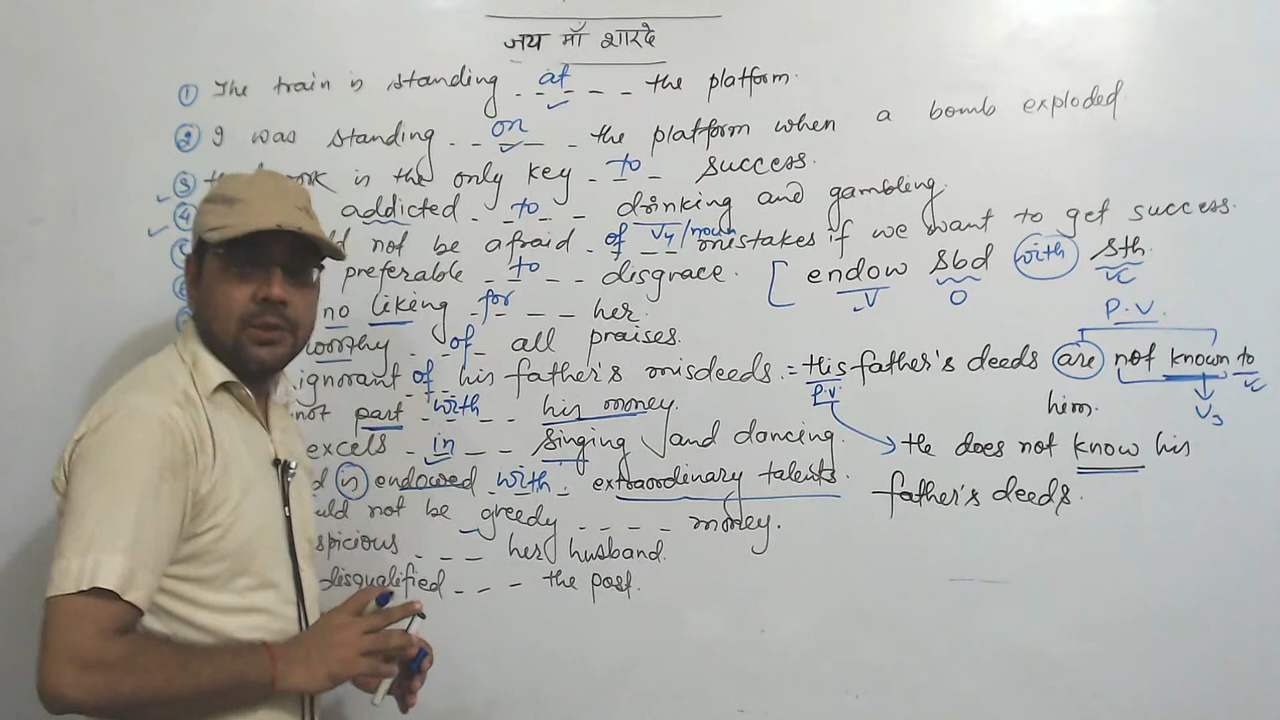 जय माँ शारदे
① The train is standing - at - - - the platform.
② I was standing - - on - - the platform when a bomb exploded
③ work is the only key - to - success.
④ addicted - to - - drinking and gambling.
V4/noun
not be afraid - of - - mistakes if we want to get success.
preferable - to - - disgrace. [ endow sbd with sth
V O
no liking - for - - - her.
worthy - of - all praises.
P.V.
ignorant of - his father's misdeeds. = His father's deeds are not known to him.
P.V. V3
not part - with - - his money.
He does not know his father's deeds.
excels - in - - singing and dancing.
is endowed with - extraordinary talents.
not be greedy - - - - money.
- - - her husband.
disqualified - - - the post.